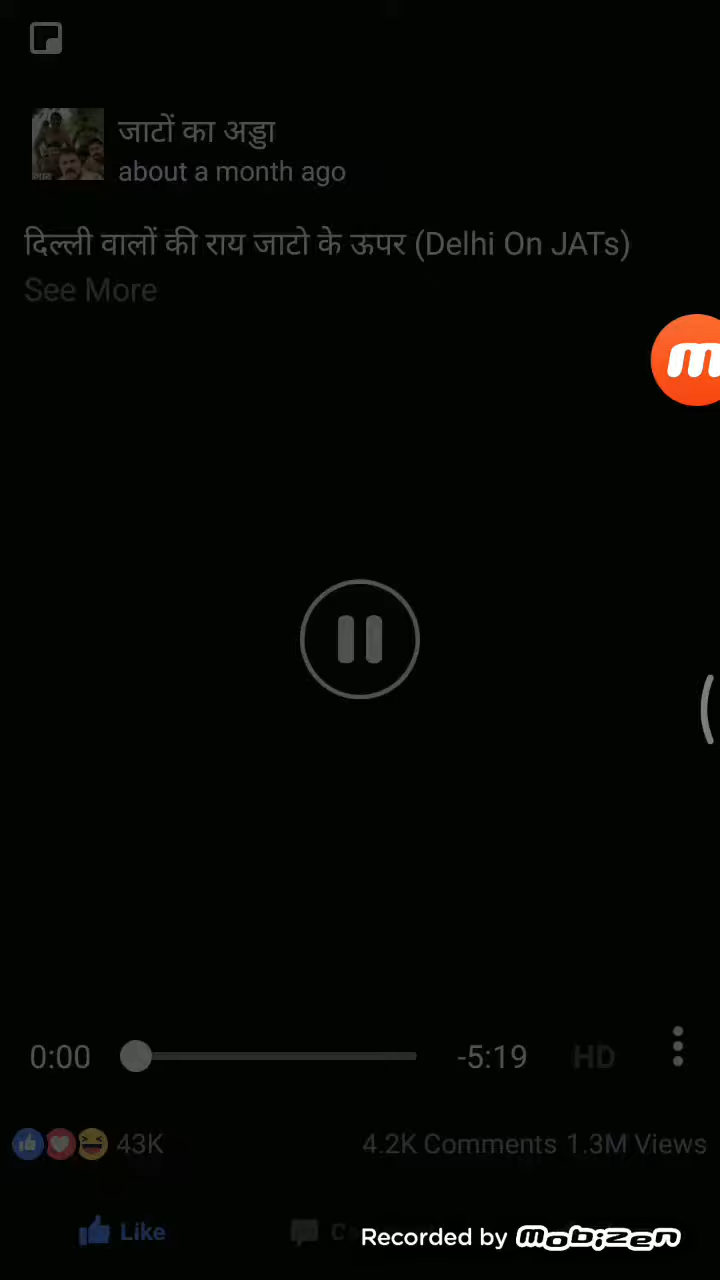 जाटों का अड्डा
about a month ago
दिल्ली वालों की राय जाटो के ऊपर (Delhi On JATs)
See More
0:00
-5:19
HD
43K
4.2K Comments 1.3M Views
Like
Recorded by mobizen